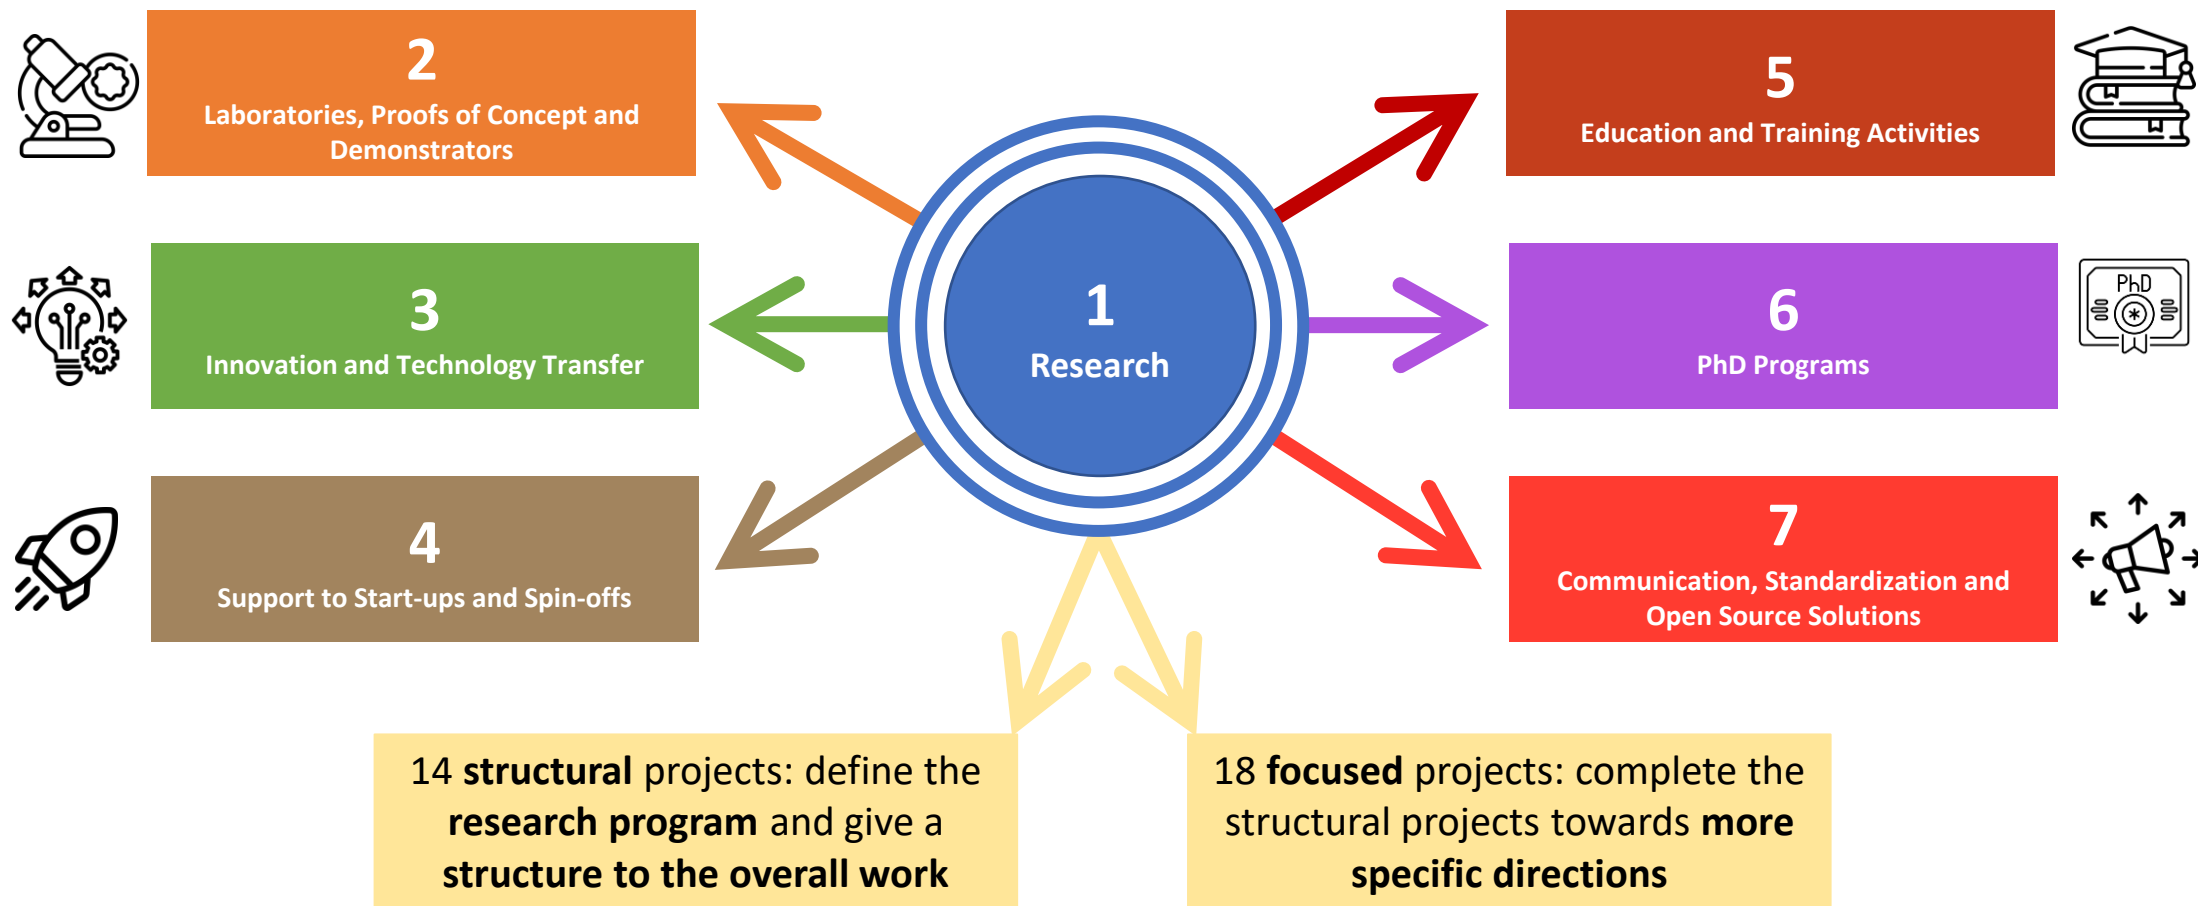 2
Laboratories, Proofs of Concept and
Demonstrators
3
Innovation and Technology Transfer
4
Support to Start-ups and Spin-offs
1
Research
5
Education and Training Activities
6
PhD Programs
PhD
7
Communication, Standardization and
Open Source Solutions
14 structural projects: define the
research program and give a
structure to the overall work
18 focused projects: complete the
structural projects towards more
specific directions